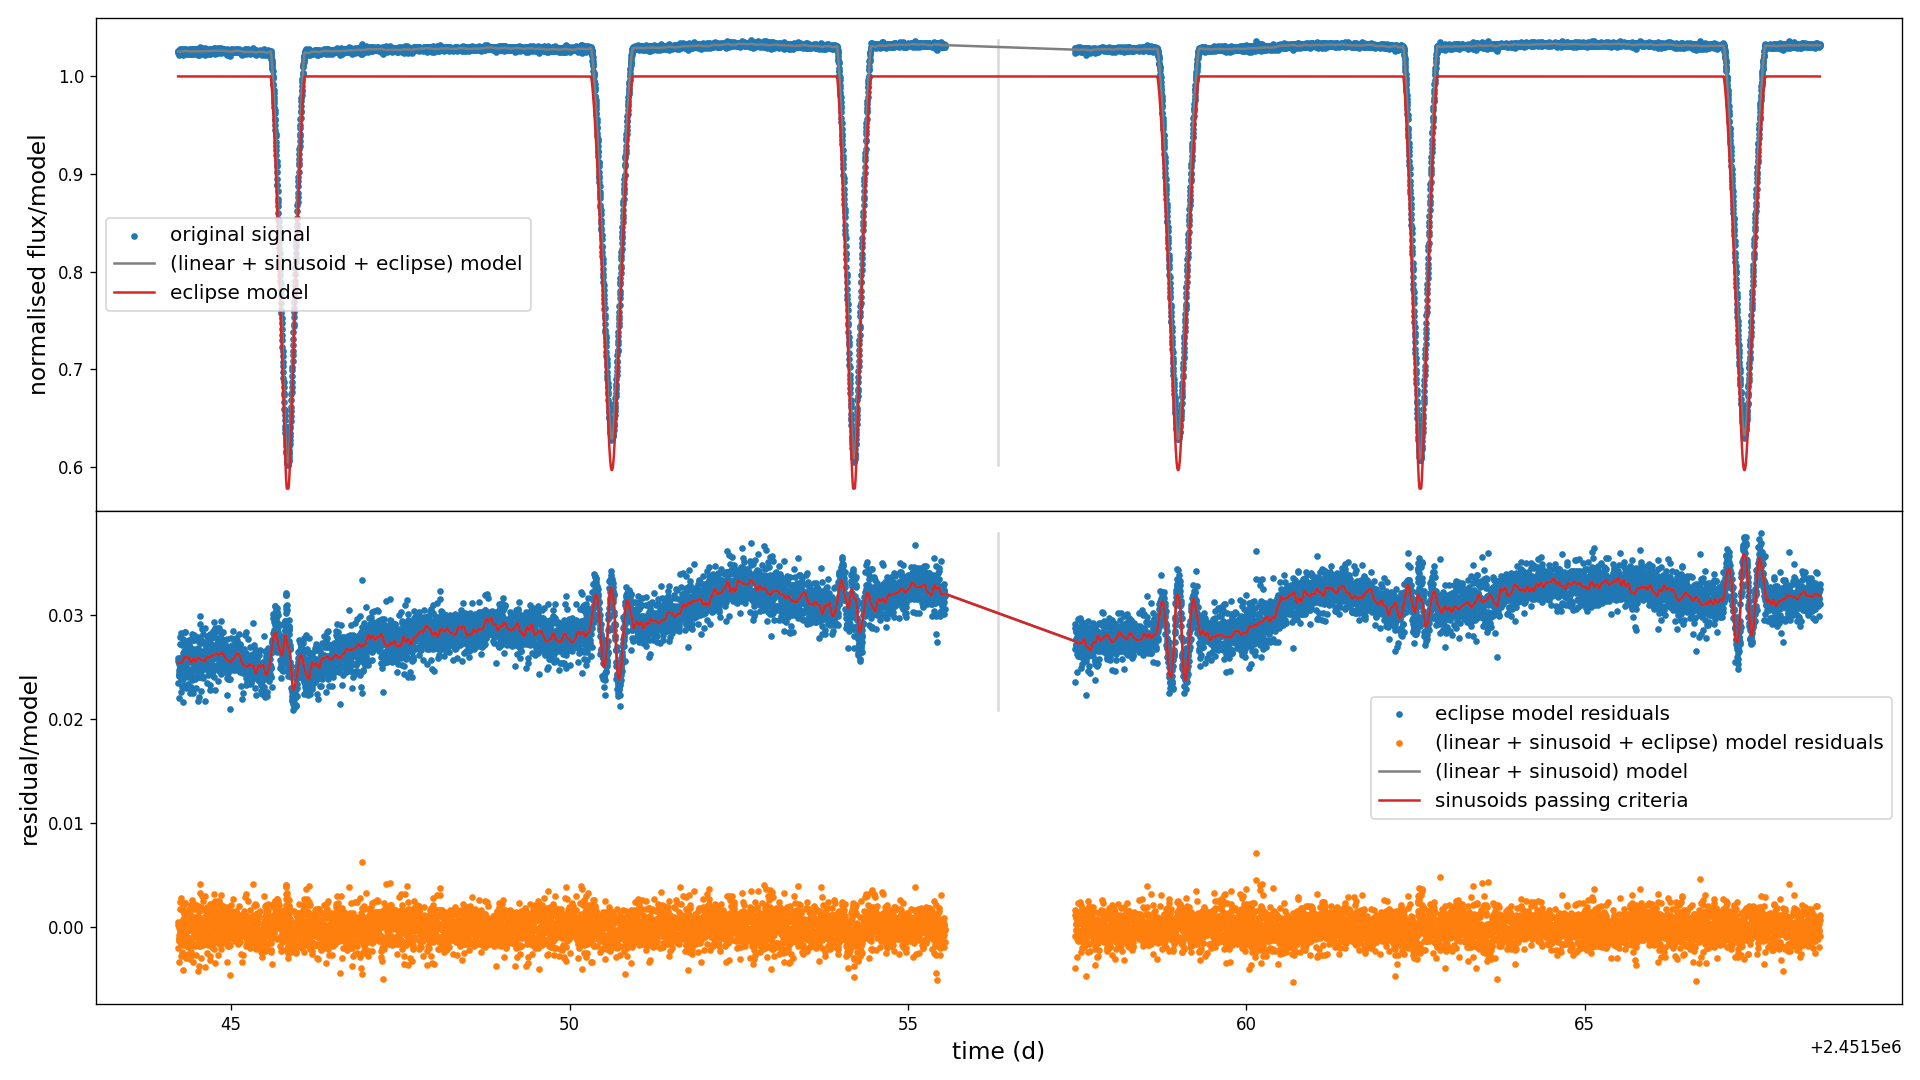 normalised flux/model
1.0
0.9
0.8
0.7
0.6
original signal
(linear + sinusoid + eclipse) model
eclipse model
residual/model
0.03
0.02
0.01
0.00
eclipse model residuals
(linear + sinusoid + eclipse) model residuals
(linear + sinusoid) model
sinusoids passing criteria
45 50 55 60 65
time (d)
+2.4515e6